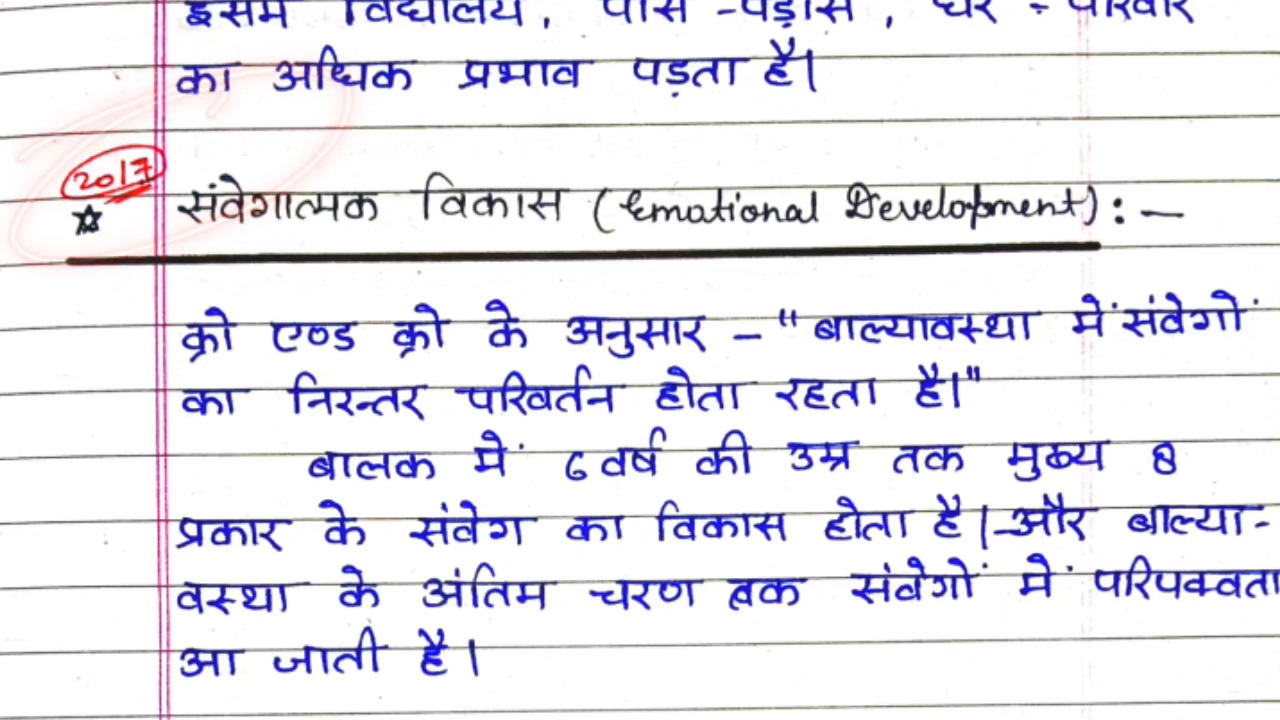 इसमें विद्यालय, पास-पड़ोस, घर - परिवार
का अधिक प्रभाव पड़ता है।
2017
संवेगात्मक विकास (Emotional Development) : —
क्रो एण्ड क्रो के अनुसार - " बाल्यावस्था में संवेगों
का निरन्तर परिवर्तन होता रहता है।"
बालक में 6 वर्ष की उम्र तक मुख्य 8
प्रकार के संवेग का विकास होता है। और बाल्या-
वस्था के अंतिम चरण तक संवेगों में परिपक्वता
आ जाती है।